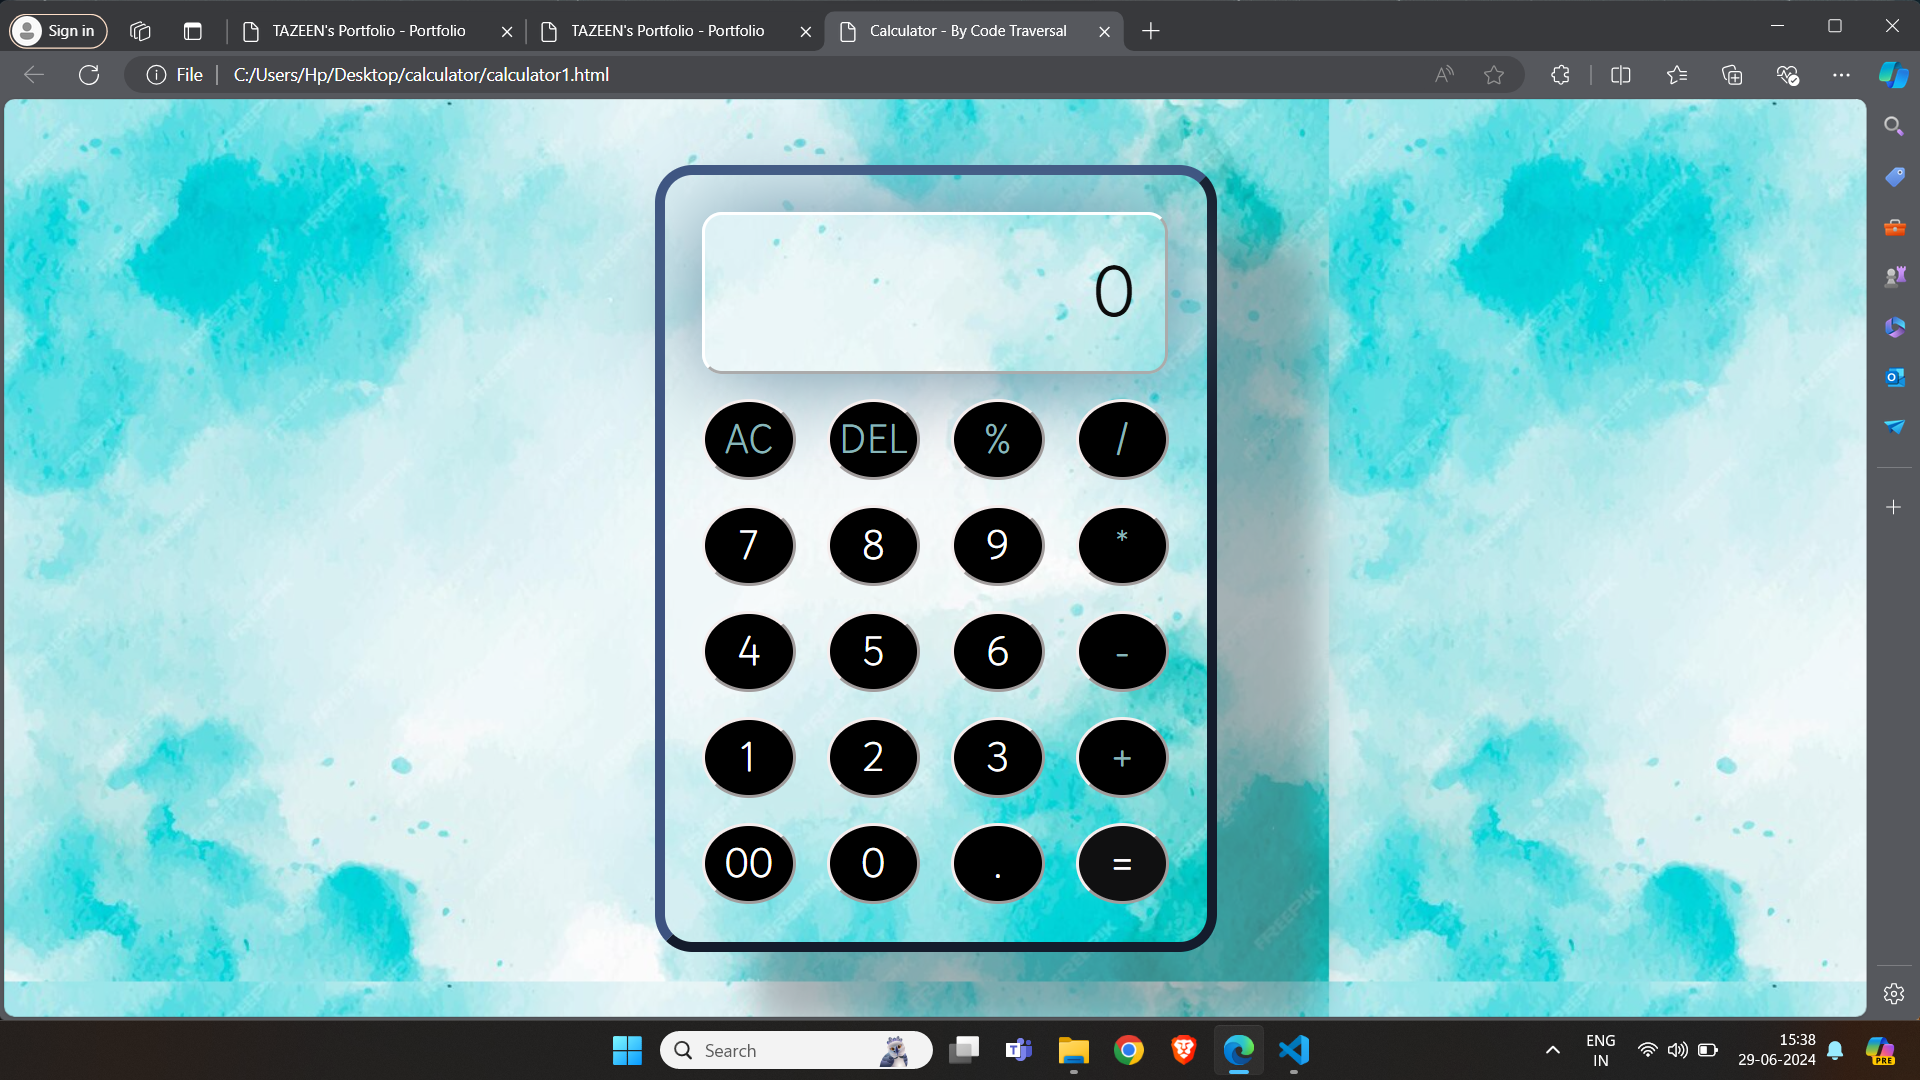 Sign in
TAZEEN's Portfolio - Portfolio
TAZEEN's Portfolio - Portfolio
Calculator - By Code Traversal
File
C:/Users/Hp/Desktop/calculator/calculator1.html
0
AC DEL % /
7 8 9 *
4 5 6 -
1 2 3 +
00 0 . =
Search
ENG
IN
15:38
29-06-2024
PRE